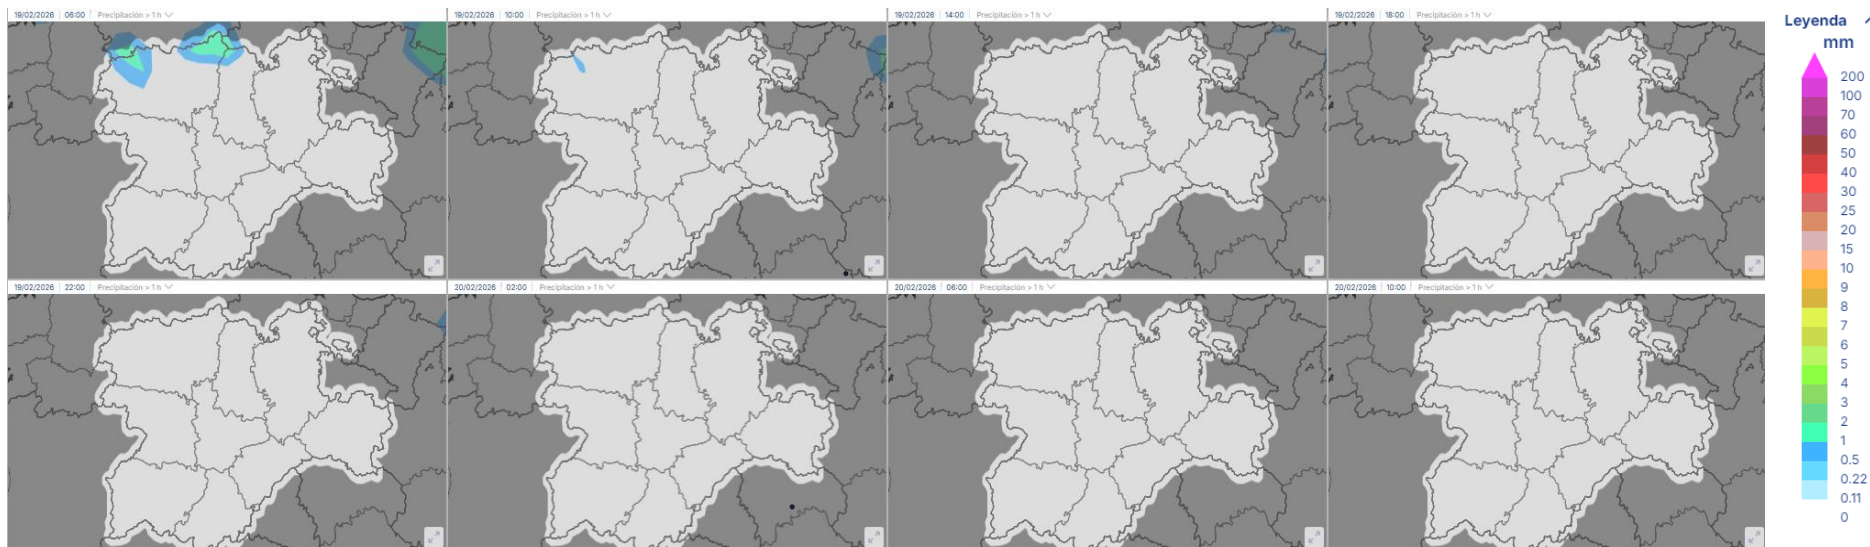 19/02/2026 06:00 Precipitación > 1 h
19/02/2026 10:00 Precipitación > 1 h
19/02/2026 14:00 Precipitación > 1 h
19/02/2026 18:00 Precipitación > 1 h
19/02/2026 22:00 Precipitación > 1 h
20/02/2026 02:00 Precipitación > 1 h
20/02/2026 06:00 Precipitación > 1 h
20/02/2026 10:00 Precipitación > 1 h
Leyenda
mm
200
100
70
60
50
40
30
25
20
15
10
9
8
7
6
5
4
3
2
1
0.5
0.22
0.11
0